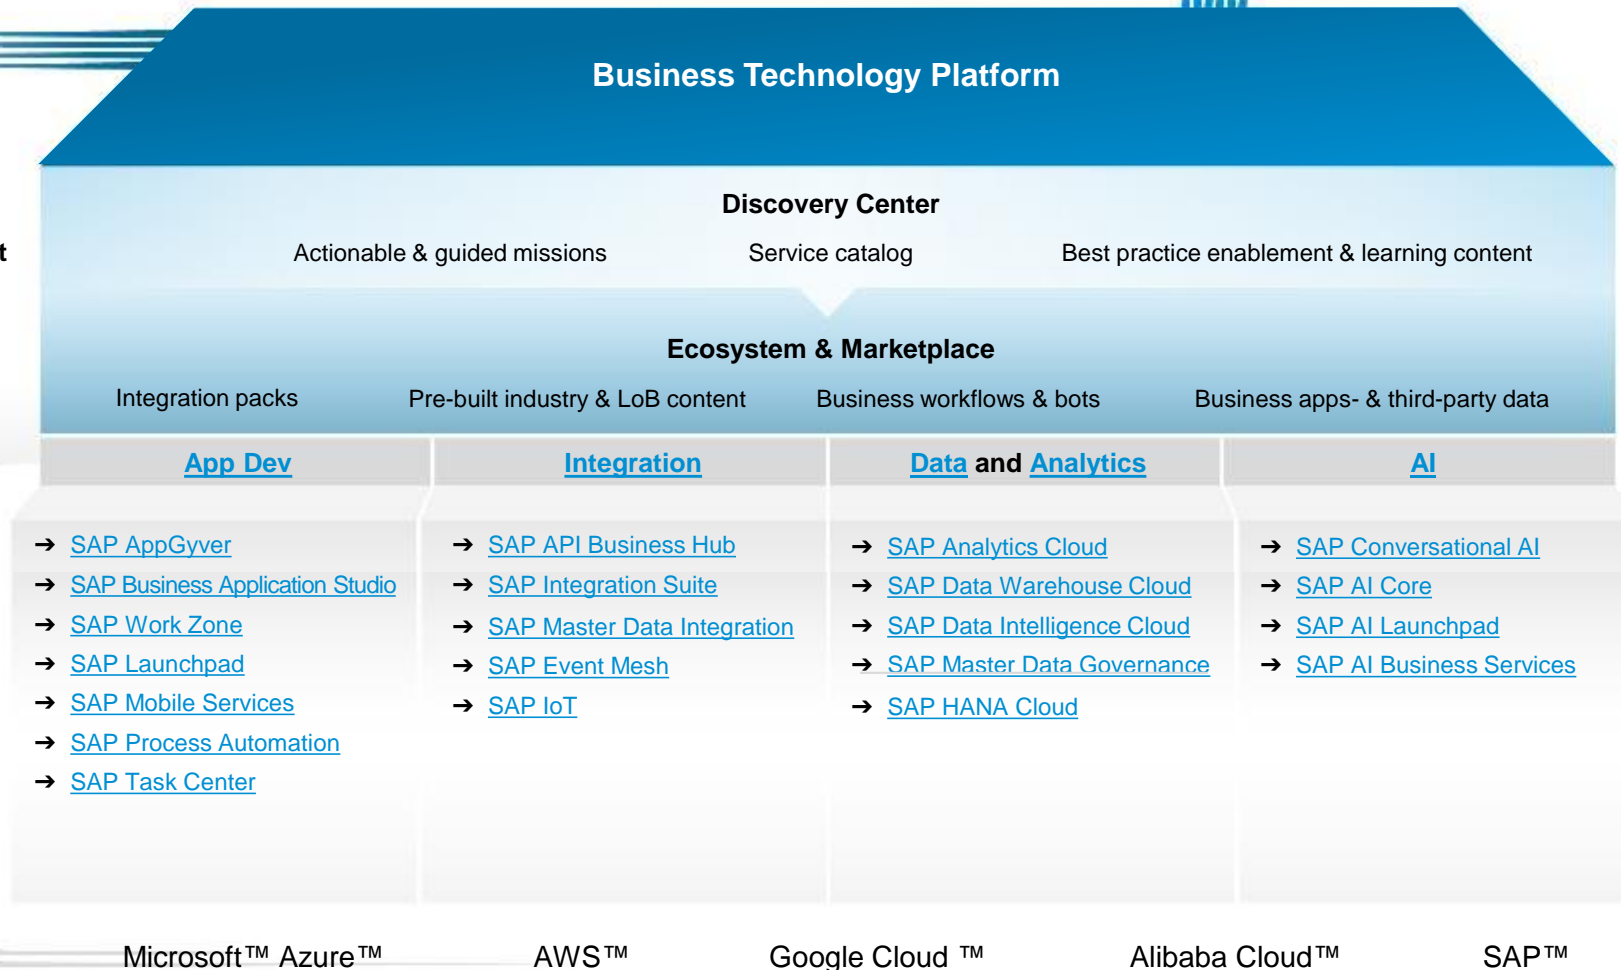 Business Technology Platform
Discovery Center
t
Actionable & guided missions
Service catalog
Best practice enablement & learning content
Ecosystem & Marketplace
Integration packs
Pre-built industry & LoB content
Business workflows & bots
Business apps- & third-party data
App Dev
Integration
Data and Analytics
AI
➔ SAP AppGyver
➔ SAP Business Application Studio
➔ SAP Work Zone
➔ SAP Launchpad
➔ SAP Mobile Services
➔ SAP Process Automation
➔ SAP Task Center
➔ SAP API Business Hub
➔ SAP Integration Suite
➔ SAP Master Data Integration
➔ SAP Event Mesh
➔ SAP IoT
➔ SAP Analytics Cloud
➔ SAP Data Warehouse Cloud
➔ SAP Data Intelligence Cloud
➔ SAP Master Data Governance
➔ SAP HANA Cloud
➔ SAP Conversational AI
➔ SAP AI Core
➔ SAP AI Launchpad
➔ SAP AI Business Services
Microsoft™ Azure™
AWS™
Google Cloud ™
Alibaba Cloud™
SAP™